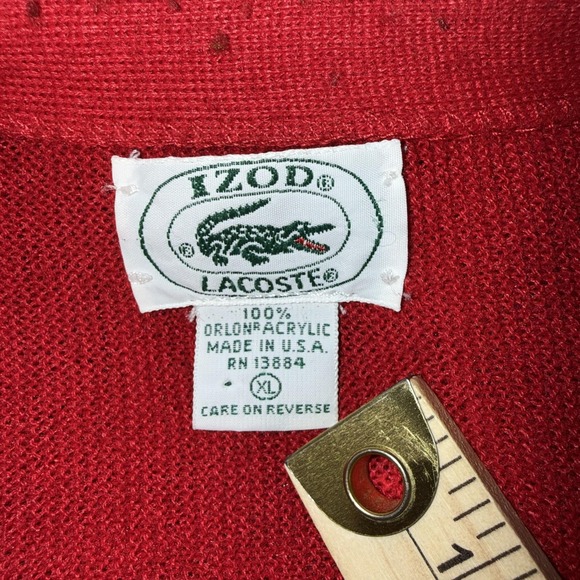 IZOD®
® ®
LACOSTE®
100%
ORLON® ACRYLIC
MADE IN U.S.A.
RN 13884
XL
CARE ON REVERSE
1